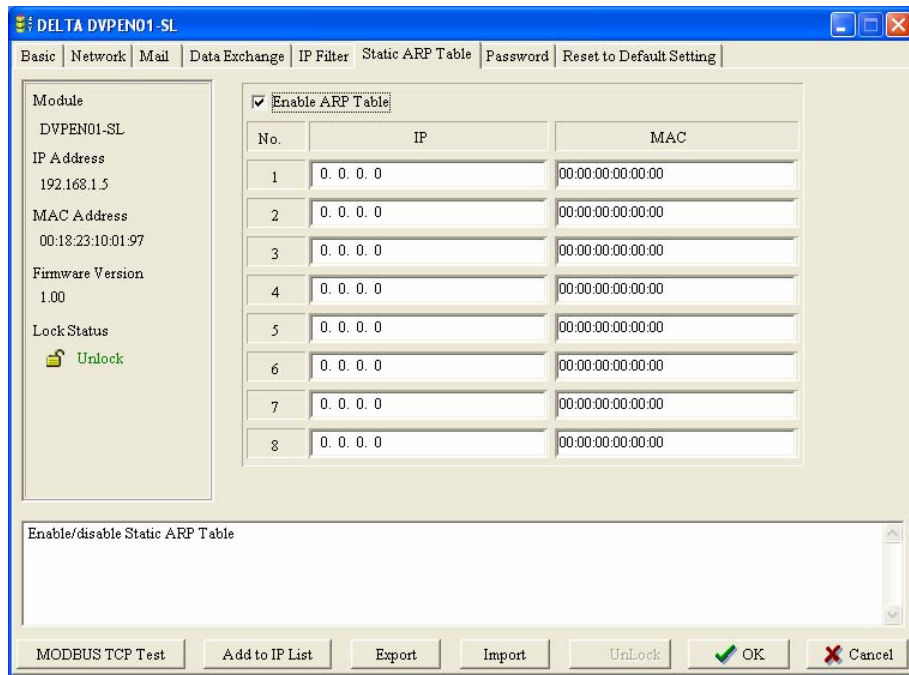 DELTA DVPEN01-SL
Basic Network Mail Data Exchange IP Filter Static ARP Table Password Reset to Default Setting
Module
DVPEN01-SL
IP Address
192.168.1.5
MAC Address
00:18:23:10:01:97
Firmware Version
1.00
Lock Status
Unlock
Enable ARP Table
No. IP MAC
1 0. 0. 0. 0 00:00:00:00:00:00
2 0. 0. 0. 0 00:00:00:00:00:00
3 0. 0. 0. 0 00:00:00:00:00:00
4 0. 0. 0. 0 00:00:00:00:00:00
5 0. 0. 0. 0 00:00:00:00:00:00
6 0. 0. 0. 0 00:00:00:00:00:00
7 0. 0. 0. 0 00:00:00:00:00:00
8 0. 0. 0. 0 00:00:00:00:00:00
Enable/disable Static ARP Table
MODBUS TCP Test Add to IP List Export Import UnLock OK Cancel